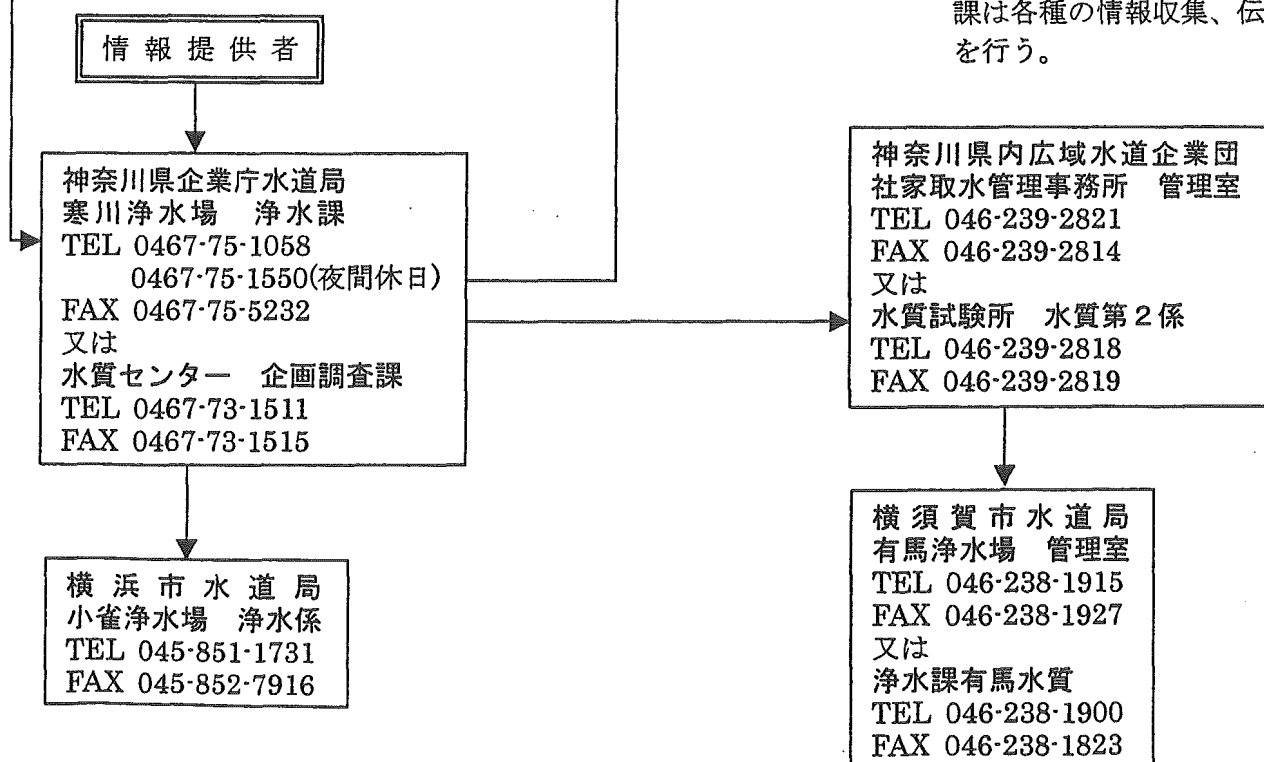 課は各種の情報収集、伝
を行う。
情報提供者
神奈川県企業庁水道局
寒川浄水場　浄水課
TEL 0467-75-1058
0467-75-1550(夜間休日)
FAX 0467-75-5232
又は
水質センター　企画調査課
TEL 0467-73-1511
FAX 0467-73-1515
横浜市水道局
小雀浄水場　浄水係
TEL 045-851-1731
FAX 045-852-7916
神奈川県内広域水道企業団
社家取水管理事務所　管理室
TEL 046-239-2821
FAX 046-239-2814
又は
水質試験所　水質第２係
TEL 046-239-2818
FAX 046-239-2819
横須賀市水道局
有馬浄水場　管理室
TEL 046-238-1915
FAX 046-238-1927
又は
浄水課有馬水質
TEL 046-238-1900
FAX 046-238-1823